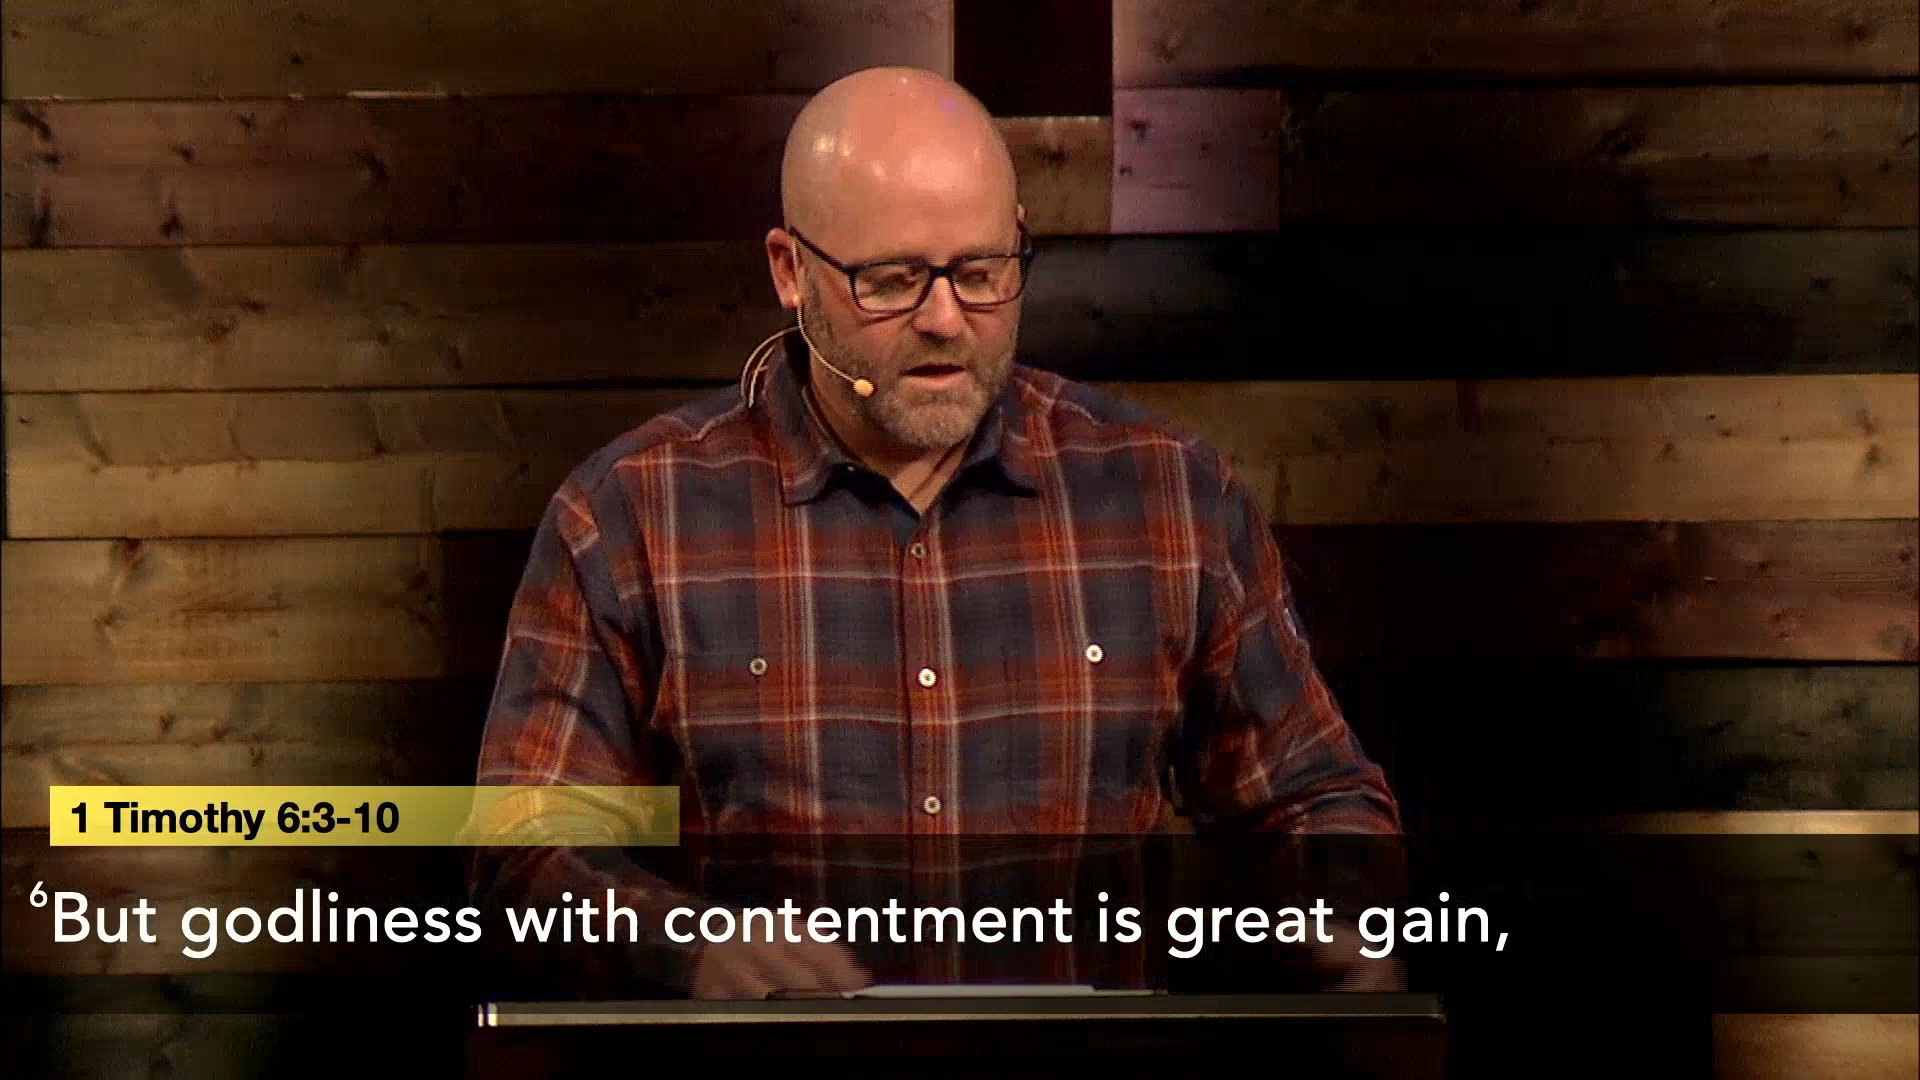 1 Timothy 6:3-10
⁶But godliness with contentment is great gain,